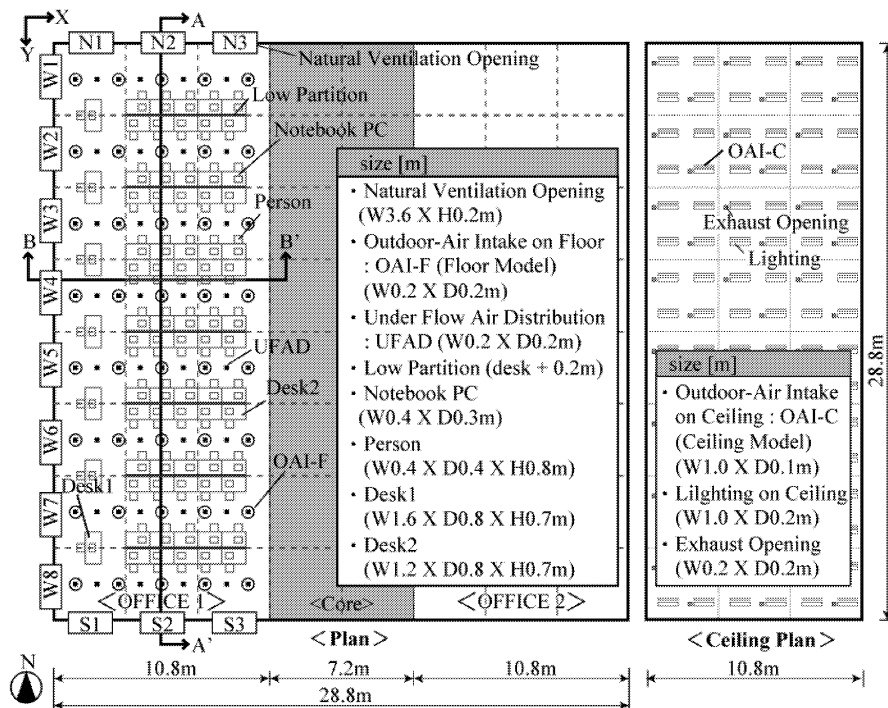 X
Y
A
N1
N2
N3
Natural Ventilation Opening
W1
Low Partition
W2
Notebook PC
W3
Person
B
B'
W4
UFAD
W5
Desk2
W6
OAI-F
Desk1
W7
W8
<OFFICE 1>
<Core>
<OFFICE 2>
S1
S2
S3
A'
<Plan>
size [m]
・ Natural Ventilation Opening
(W3.6 X H0.2m)
・ Outdoor-Air Intake on Floor
: OAI-F (Floor Model)
(W0.2 X D0.2m)
・ Under Flow Air Distribution
: UFAD (W0.2 X D0.2m)
・ Low Partition (desk + 0.2m)
・ Notebook PC
(W0.4 X D0.3m)
・ Person
(W0.4 X D0.4 X H0.8m)
・ Desk1
(W1.6 X D0.8 X H0.7m)
・ Desk2
(W1.2 X D0.8 X H0.7m)
OAI-C
Exhaust Opening
Lighting
size [m]
・ Outdoor-Air Intake
on Ceiling : OAI-C
(Ceiling Model)
(W1.0 X D0.1m)
・ Lilghting on Ceiling
(W1.0 X D0.2m)
・ Exhaust Opening
(W0.2 X D0.2m)
28.8m
<Ceiling Plan>
N
10.8m
7.2m
10.8m
10.8m
28.8m